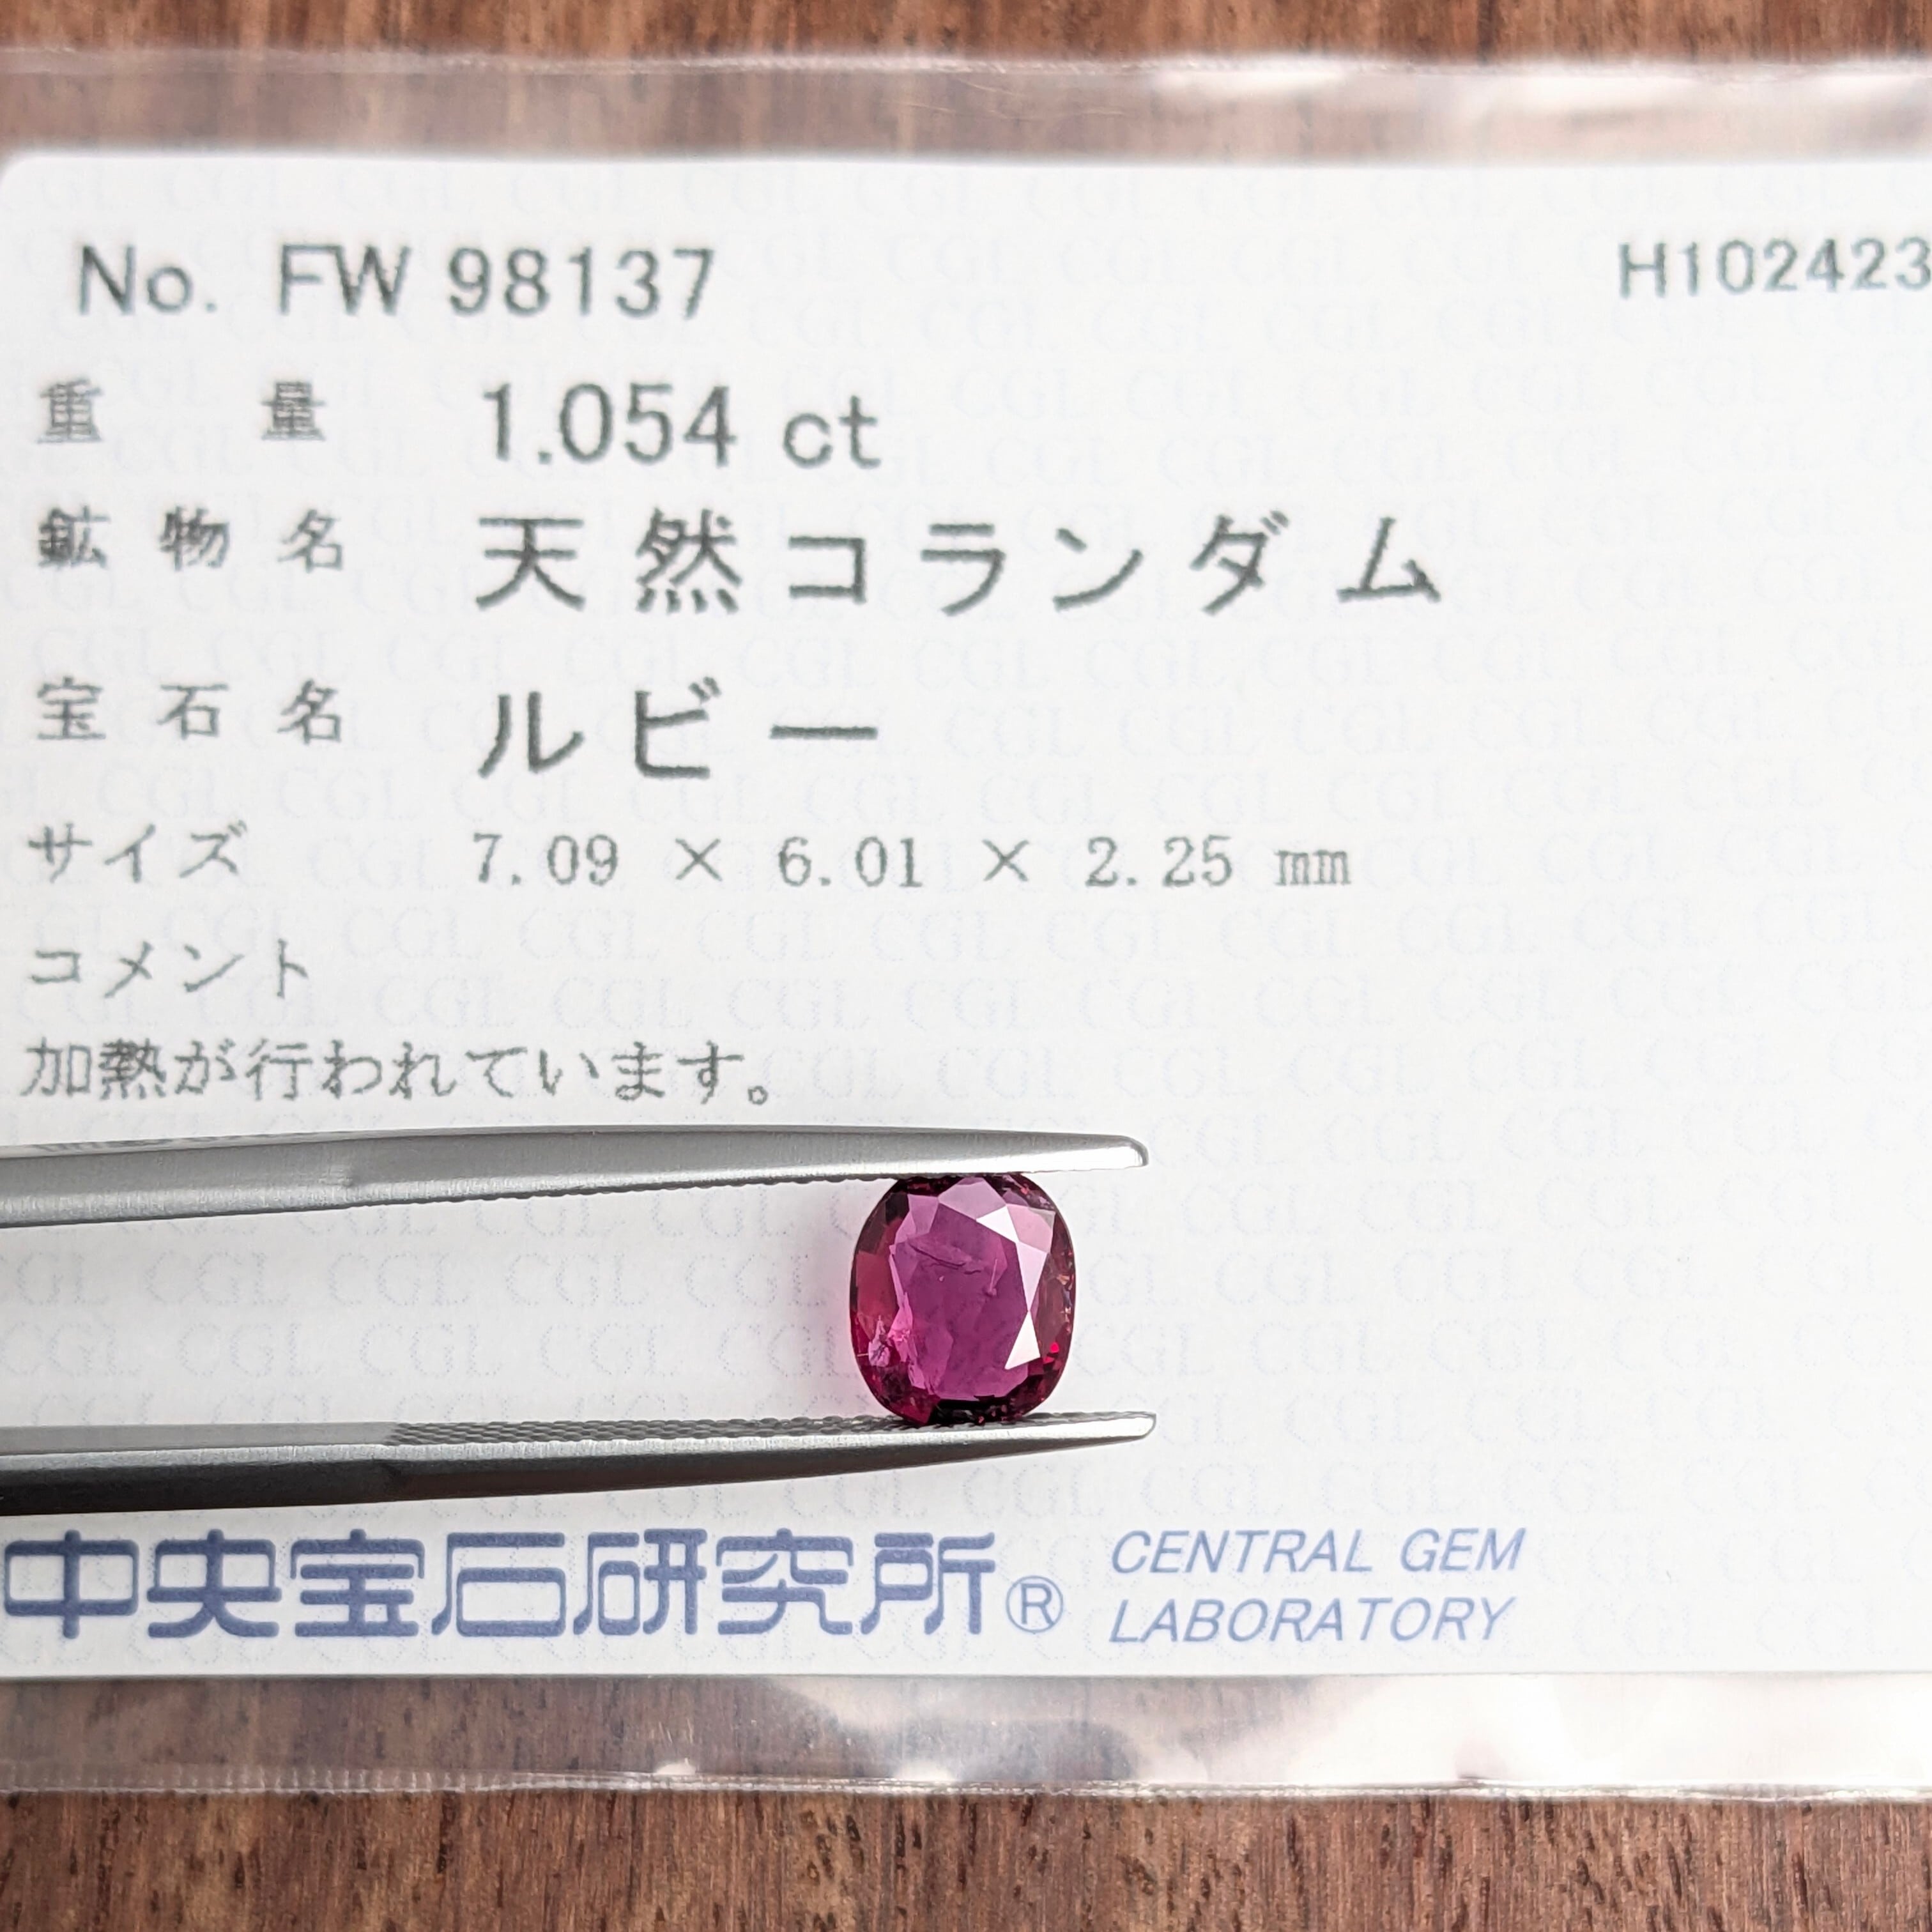 No. FW 98137 H102423
重量 1.054 ct
鉱物名 天然コランダム
宝石名 ルビー
サイズ 7.09 × 6.01 × 2.25 mm
コメント
加熱が行われています。
中央宝石研究所® CENTRAL GEM
LABORATORY